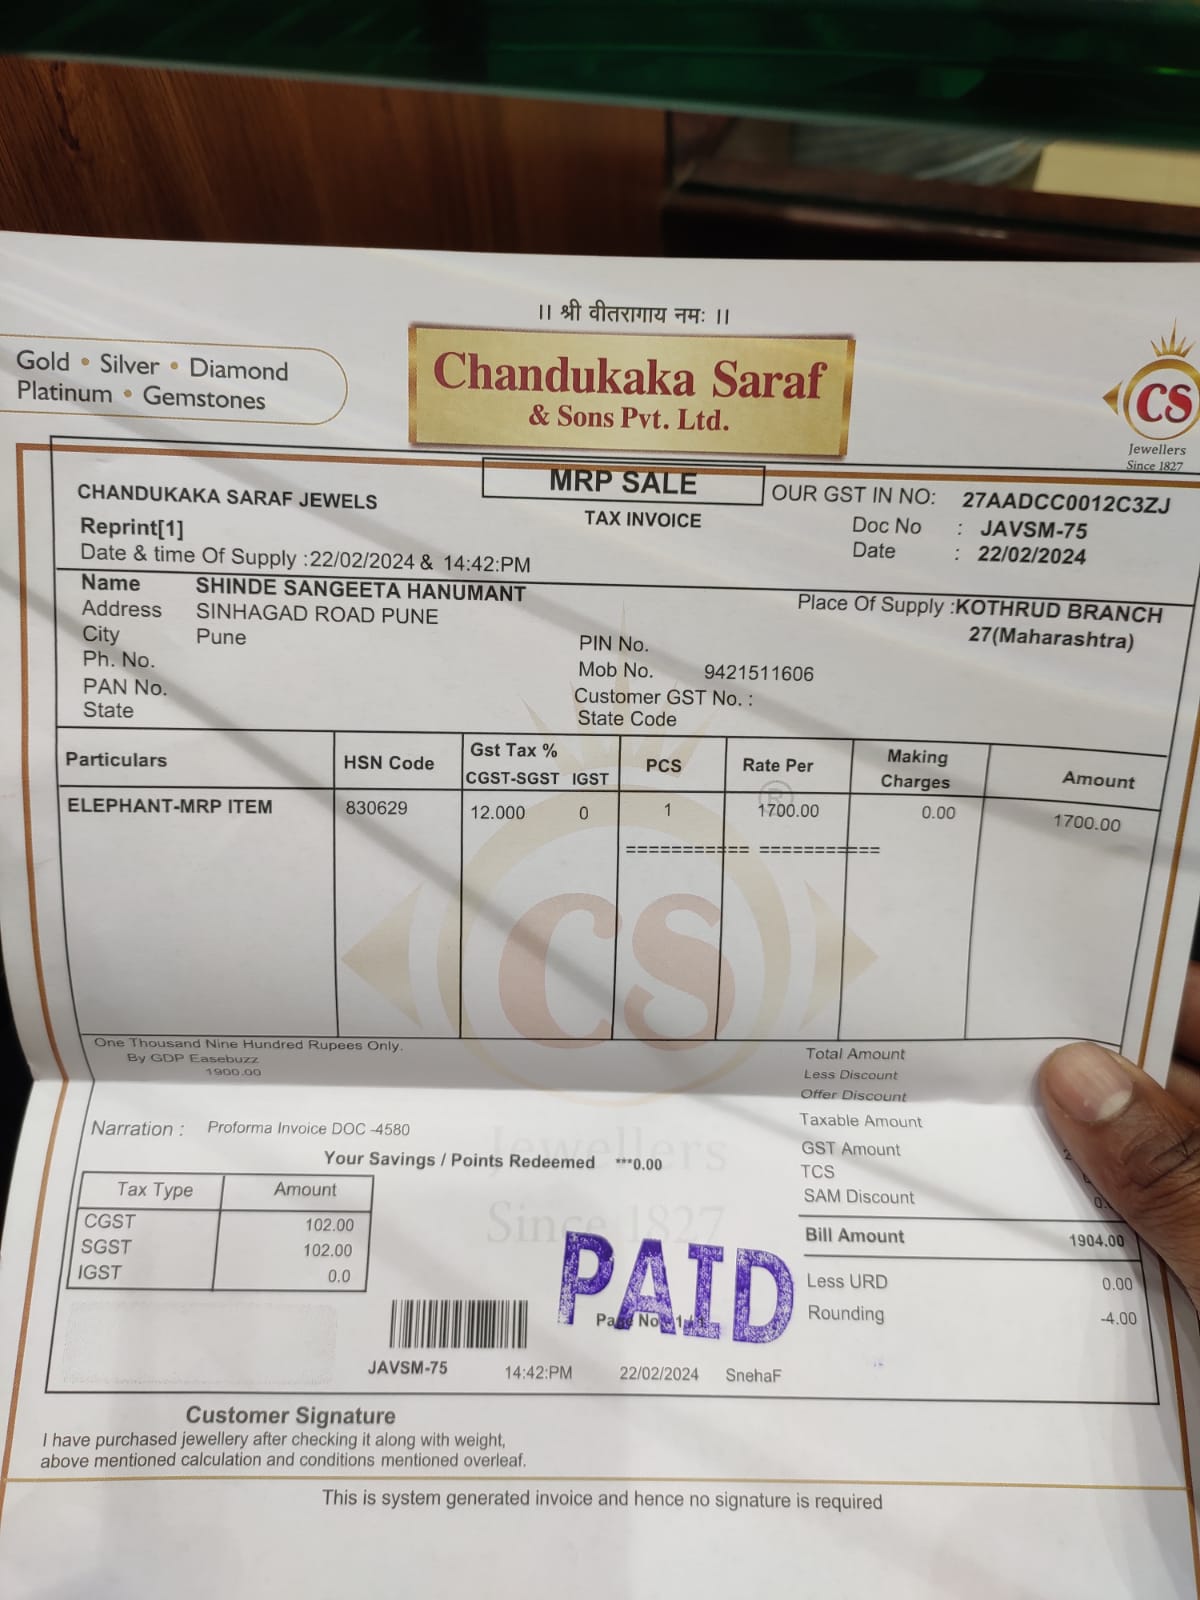 ।। श्री वीतरागाय नमः ।।
Gold • Silver • Diamond
Platinum • Gemstones
Chandukaka Saraf
& Sons Pvt. Ltd.
CS
Jewellers
Since 1827
MRP SALE
TAX INVOICE
CHANDUKAKA SARAF JEWELS
Reprint[1]
Date & time Of Supply :22/02/2024 & 14:42:PM
OUR GST IN NO: 27AADCC0012C3ZJ
Doc No : JAVSM-75
Date : 22/02/2024
Name SHINDE SANGEETA HANUMANT
Address SINHAGAD ROAD PUNE
City Pune
Ph. No.
PAN No.
State
PIN No.
Mob No. 9421511606
Customer GST No. :
State Code
Place Of Supply :KOTHRUD BRANCH
27(Maharashtra)
Particulars HSN Code Gst Tax % PCS Rate Per Making Charges Amount
CGST-SGST IGST
ELEPHANT-MRP ITEM 830629 12.000 0 1 1700.00 0.00 1700.00
=========== ===========
®
CS
Jewellers
Since 1827
One Thousand Nine Hundred Rupees Only.
By GDP Easebuzz
1900.00
Narration : Proforma Invoice DOC -4580
Your Savings / Points Redeemed ***0.00
Tax Type Amount
CGST 102.00
SGST 102.00
IGST 0.0
Total Amount
Less Discount
Offer Discount
Taxable Amount
GST Amount
TCS
SAM Discount
Bill Amount 1904.00
Less URD 0.00
Rounding -4.00
PAID
JAVSM-75 14:42:PM 22/02/2024 SnehaF
Customer Signature
I have purchased jewellery after checking it along with weight,
above mentioned calculation and conditions mentioned overleaf.
This is system generated invoice and hence no signature is required